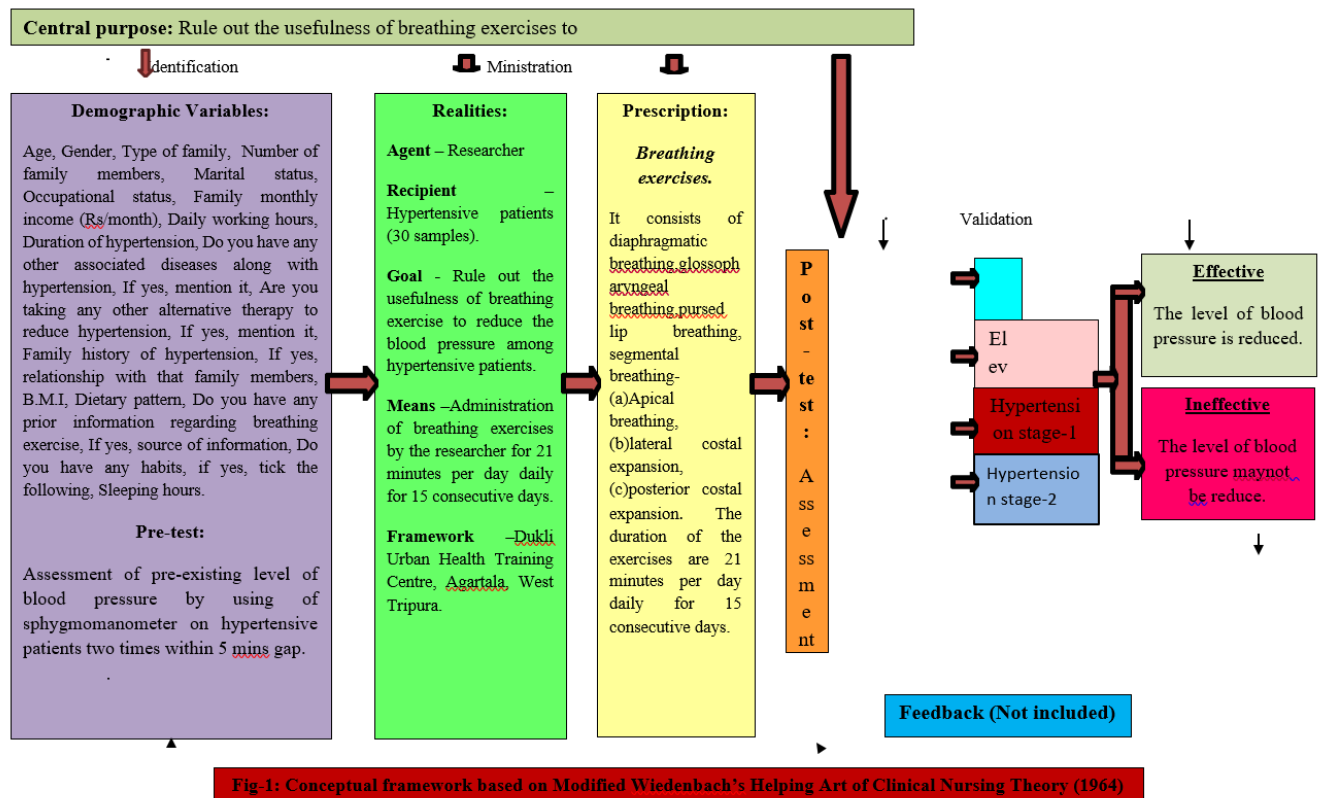 Central purpose: Rule out the usefulness of breathing exercises to
dentification
Ministration
Demographic Variables:
Age, Gender, Type of family, Number of
family members, Marital status,
Occupational status, Family monthly
income (Rs/month), Daily working hours,
Duration of hypertension, Do you have any
other associated diseases along with
hypertension, If yes, mention it, Are you
taking any other alternative therapy to
reduce hypertension, If yes, mention it,
Family history of hypertension, If yes,
relationship with that family members,
B.M.I, Dietary pattern, Do you have any
prior information regarding breathing
exercise, If yes, source of information, Do
you have any habits, if yes, tick the
following, Sleeping hours.
Pre-test:
Assessment of pre-existing level of
blood pressure by using of
sphygmomanometer on hypertensive
patients two times within 5 mins gap.
.
Realities:
Agent – Researcher
Recipient –
Hypertensive patients
(30 samples).
Goal - Rule out the
usefulness of breathing
exercise to reduce the
blood pressure among
hypertensive patients.
Means –Administration
of breathing exercises
by the researcher for 21
minutes per day daily
for 15 consecutive days.
Framework –Dukli
Urban Health Training
Centre, Agartala, West
Tripura.
Prescription:
Breathing
exercises.
It consists of
diaphragmatic
breathing,glossoph
aryngeal
breathing,pursed
lip breathing,
segmental
breathing-
(a)Apical
breathing,
(b)lateral costal
expansion,
(c)posterior costal
expansion. The
duration of the
exercises are 21
minutes per day
daily for 15
consecutive days.
P
o
st
-
te
st
:
A
ss
e
ss
m
e
nt
Validation
El
ev
Hypertensi
on stage-1
Hypertensio
n stage-2
Effective
The level of blood
pressure is reduced.
Ineffective
The level of blood
pressure maynot
be reduce.
Feedback (Not included)
Fig-1: Conceptual framework based on Modified Wiedenbach's Helping Art of Clinical Nursing Theory (1964)